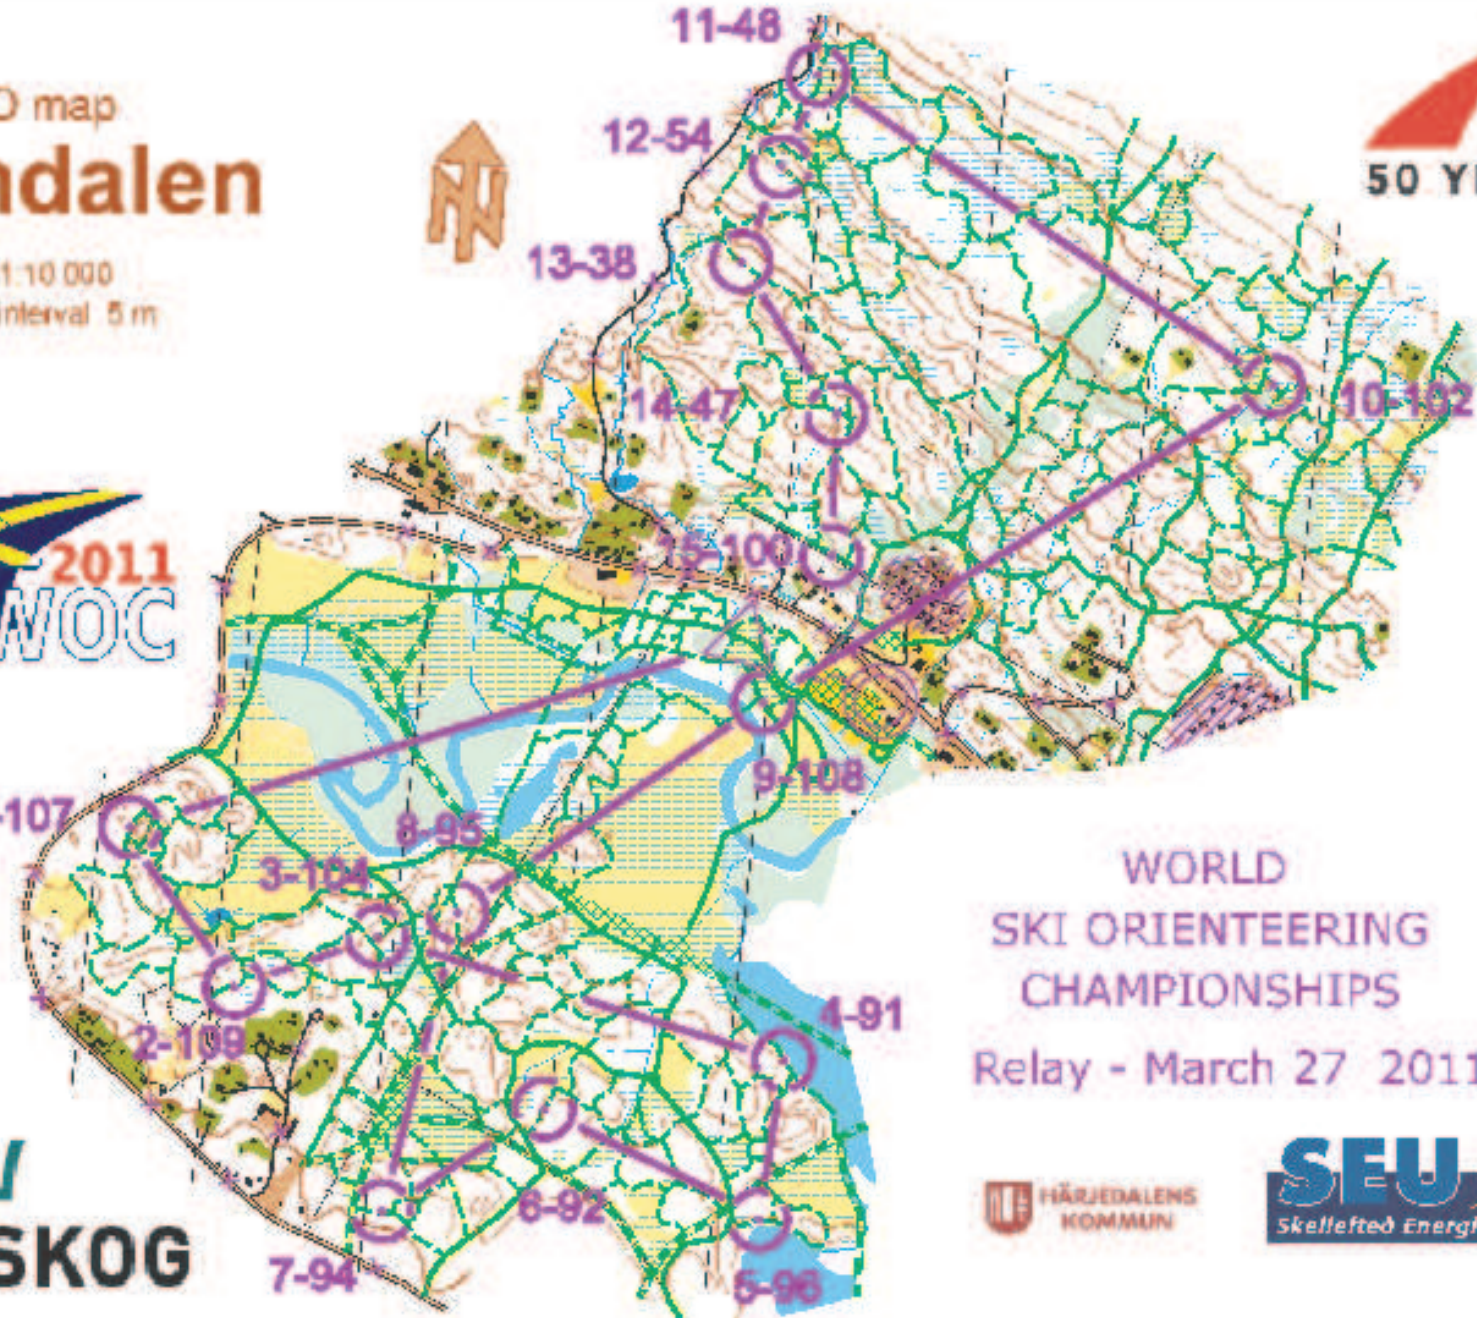 O map
ndalen
1:10 000
interval 5 m
50 Y
2011
WOC
11-48
12-54
13-38
14-47
10-102
15-100
9-108
-107
8-95
3-104
2-109
4-91
6-92
7-94
5-96
WORLD
SKI ORIENTEERING
CHAMPIONSHIPS
Relay - March 27 2011
SKOG
HÄRJEDALENS
KOMMUN
SEU
Skellefteå Energi